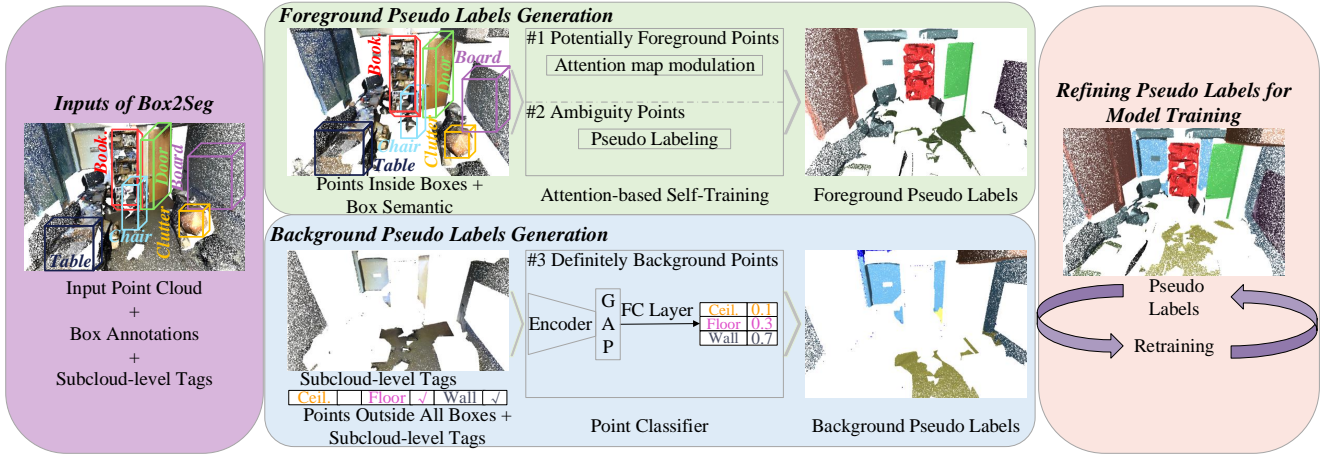 Inputs of Box2Seg
Book.
Door
Board
Chair
Clutter
Table
Input Point Cloud
+
Box Annotations
+
Subcloud-level Tags
Foreground Pseudo Labels Generation
Book.
Door
Board
Chair
Clutter
Table
Points Inside Boxes +
Box Semantic
#1 Potentially Foreground Points
Attention map modulation
#2 Ambiguity Points
Pseudo Labeling
Attention-based Self-Training
Foreground Pseudo Labels
Background Pseudo Labels Generation
Subcloud-level Tags
Ceil. Floor √ Wall √
Points Outside All Boxes +
Subcloud-level Tags
#3 Definitely Background Points
Encoder
G
A
P
FC Layer
Ceil. 0.1
Floor 0.3
Wall 0.7
Point Classifier
Background Pseudo Labels
Refining Pseudo Labels for
Model Training
Pseudo
Labels
Retraining